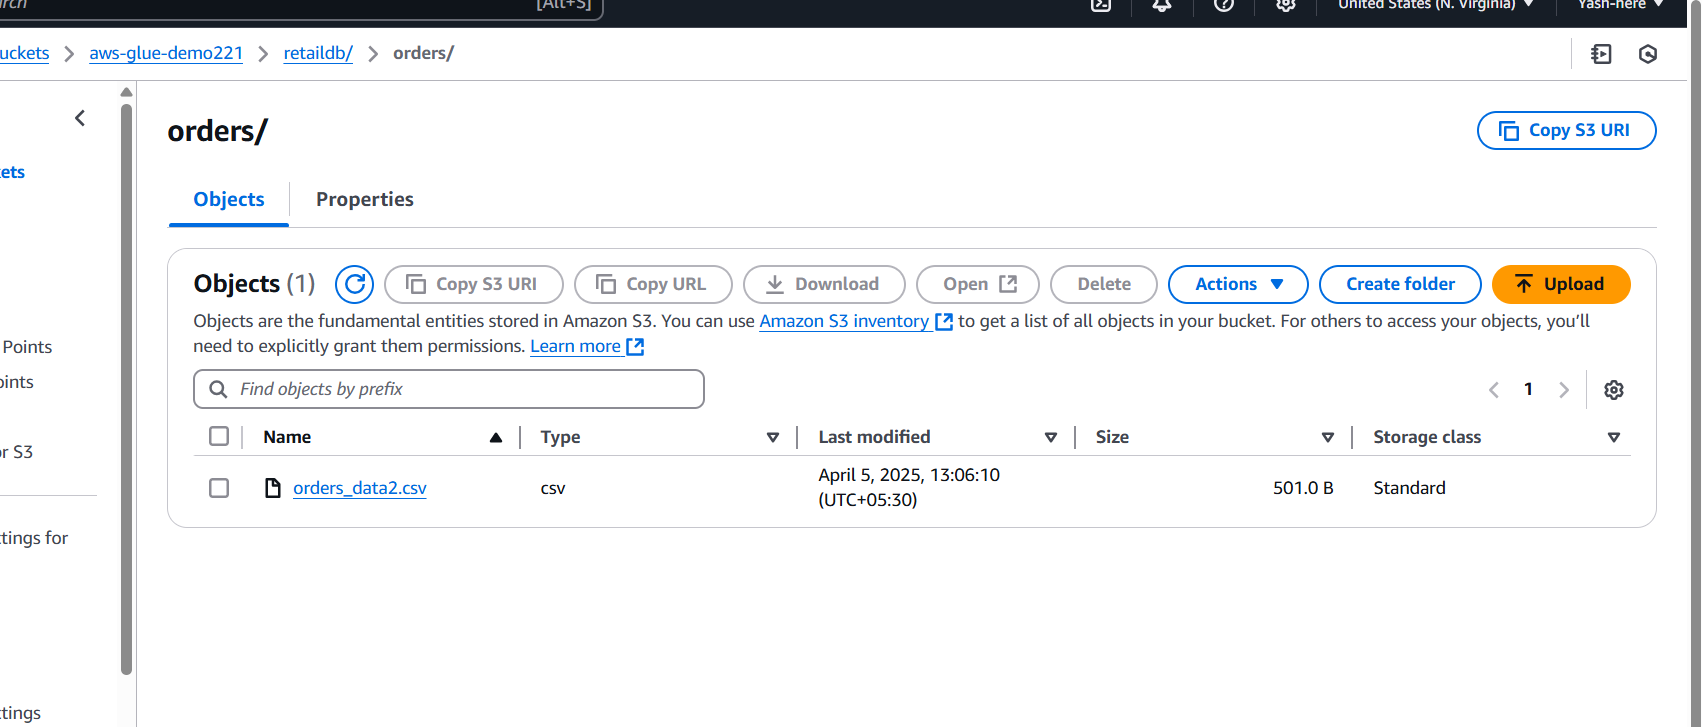 [Alt+S]
United States (N. Virginia)
Yash-here
aws-glue-demo221
retaildb/
orders/
orders/
Copy S3 URI
Objects
Properties
Objects (1)
Copy S3 URI
Copy URL
Download
Open
Delete
Actions
Create folder
Upload
Objects are the fundamental entities stored in Amazon S3. You can use Amazon S3 inventory to get a list of all objects in your bucket. For others to access your objects, you'll
need to explicitly grant them permissions. Learn more
Find objects by prefix
1
Name
Type
Last modified
Size
Storage class
orders_data2.csv
csv
April 5, 2025, 13:06:10
(UTC+05:30)
501.0 B
Standard
Points
S3
for